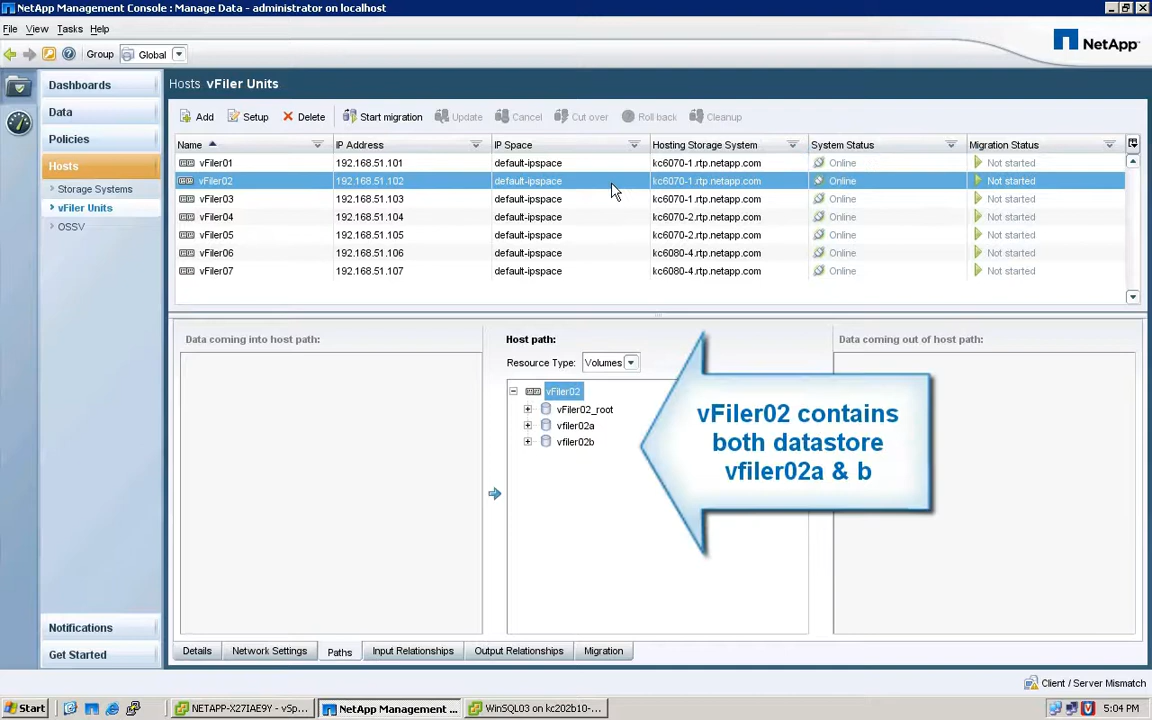 NetApp Management Console : Manage Data - administrator on localhost
File View Tasks Help
Group Global
NetApp
Dashboards
Data
Policies
Hosts
Storage Systems
vFiler Units
OSSV
Notifications
Get Started
Hosts vFiler Units
Add Setup Delete Start migration Update Cancel Cut over Roll back Cleanup
Name IP Address IP Space Hosting Storage System System Status Migration Status
vFiler01 192.168.51.101 default-ipspace kc6070-1.rtp.netapp.com Online Not started
vFiler02 192.168.51.102 default-ipspace kc6070-1.rtp.netapp.com Online Not started
vFiler03 192.168.51.103 default-ipspace kc6070-1.rtp.netapp.com Online Not started
vFiler04 192.168.51.104 default-ipspace kc6070-2.rtp.netapp.com Online Not started
vFiler05 192.168.51.105 default-ipspace kc6070-2.rtp.netapp.com Online Not started
vFiler06 192.168.51.106 default-ipspace kc6080-4.rtp.netapp.com Online Not started
vFiler07 192.168.51.107 default-ipspace kc6080-4.rtp.netapp.com Online Not started
Data coming into host path:
Host path:
Resource Type: Volumes
vFiler02
vFiler02_root
vfiler02a
vfiler02b
Data coming out of host path:
vFiler02 contains
both datastore
vfiler02a & b
Details Network Settings Paths Input Relationships Output Relationships Migration
Client / Server Mismatch
Start NETAPP-X27IAE9Y - vSp... NetApp Management ... WinSQL03 on kc202b10-... 5:04 PM